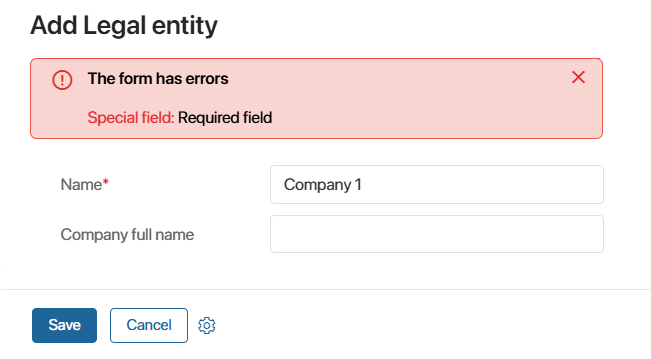 Add Legal entity
The form has errors
Special field: Required field
Name*
Company 1
Company full name
Save
Cancel